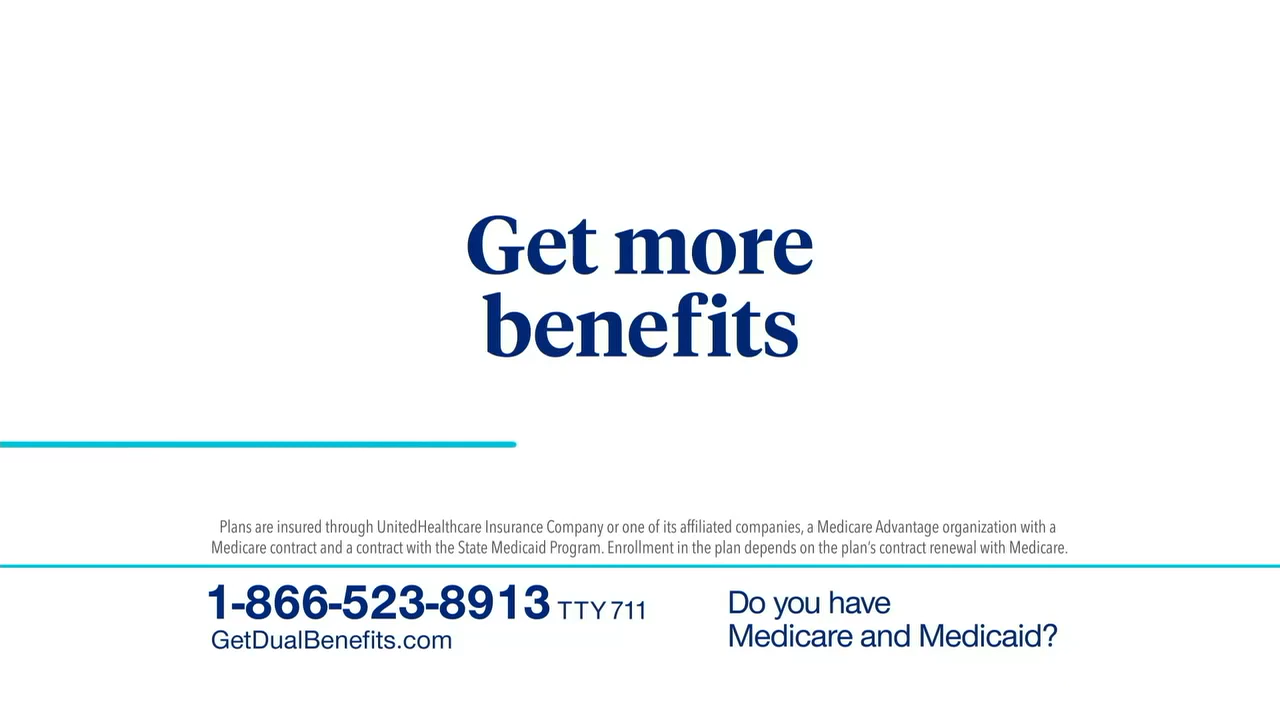 Get more
benefits
Plans are insured through UnitedHealthcare Insurance Company or one of its affiliated companies, a Medicare Advantage organization with a
Medicare contract and a contract with the State Medicaid Program. Enrollment in the plan depends on the plan's contract renewal with Medicare.
1-866-523-8913 TTY 711
GetDualBenefits.com
Do you have
Medicare and Medicaid?